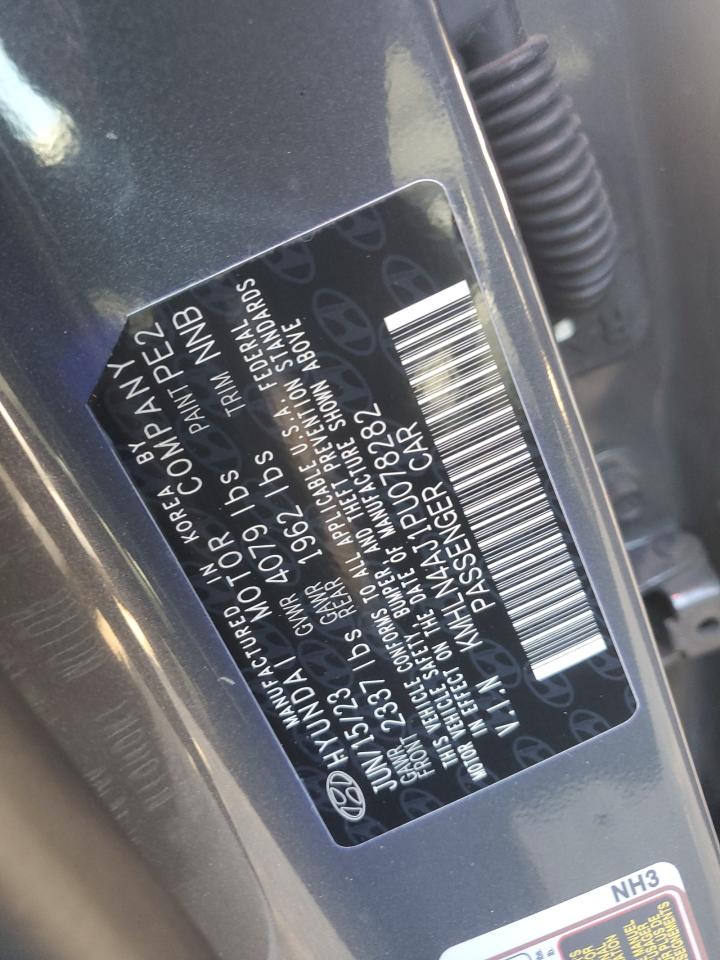 MANUFACTURED IN KOREA BY
HYUNDAI MOTOR COMPANY
JUN/15/23 GVWR 4079 lbs PAINT PE2
GAWR FRONT 2337 lbs GAWR REAR 1962 lbs TRIM NNB
THIS VEHICLE CONFORMS TO ALL APPLICABLE U.S.A. FEDERAL
MOTOR VEHICLE SAFETY, BUMPER, AND THEFT PREVENTION STANDARDS
IN EFFECT ON THE DATE OF MANUFACTURE SHOWN ABOVE.
V.I.N KMHLN4AJ1PU078282
PASSENGER CAR
NH3